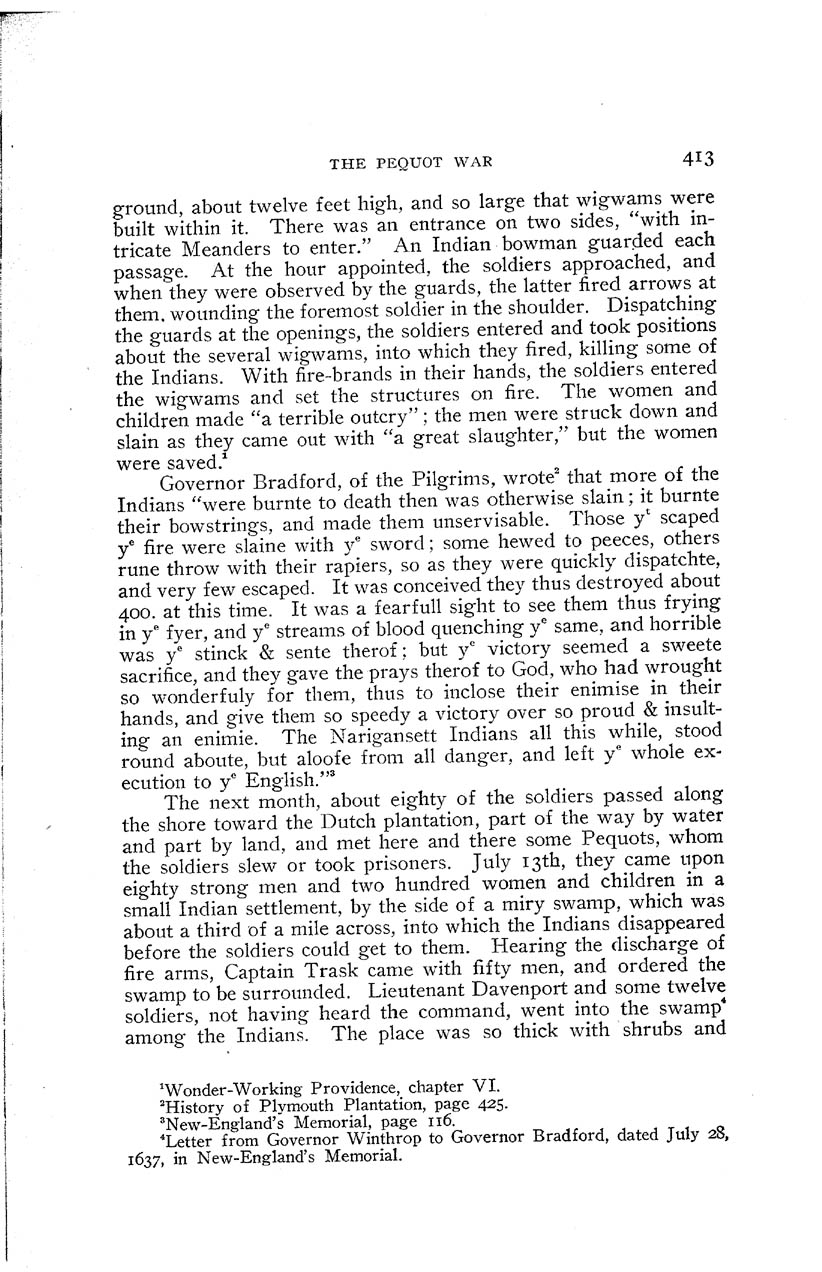 THE PEQUOT WAR 413
ground, about twelve feet high, and so large that wigwams were
built within it. There was an entrance on two sides, “with in-
tricate Meanders to enter.” An Indian bowman guarded each
passage. At the hour appointed, the soldiers approached, and
when they were observed by the guards, the latter fired arrows at
them, wounding the foremost soldier in the shoulder. Dispatching
the guards at the openings, the soldiers entered and took positions
about the several wigwams, into which they fired, killing some of
the Indians. With fire-brands in their hands, the soldiers entered
the wigwams and set the structures on fire. The women and
children made “a terrible outcry”; the men were struck down and
slain as they came out with “a great slaughter,” but the women
were saved.¹
Governor Bradford, of the Pilgrims, wrote² that more of the
Indians “were burnte to death then was otherwise slain; it burnte
their bowstrings, and made them unservisable. Those yᵗ scaped
yᵉ fire were slaine with yᵉ sword; some hewed to peeces, others
rune throw with their rapiers, so as they were quickly dispatchte,
and very few escaped. It was conceived they thus destroyed about
400. at this time. It was a fearfull sight to see them thus frying
in yᵉ fyer, and yᵉ streams of blood quenching yᵉ same, and horrible
was yᵉ stinck & sente therof; but yᵉ victory seemed a sweete
sacrifice, and they gave the prays therof to God, who had wrought
so wonderfuly for them, thus to inclose their enimise in their
hands, and give them so speedy a victory over so proud & insult-
ing an enimie. The Narigansett Indians all this while, stood
round aboute, but aloofe from all danger, and left yᵉ whole ex-
ecution to yᵉ English.”³
The next month, about eighty of the soldiers passed along
the shore toward the Dutch plantation, part of the way by water
and part by land, and met here and there some Pequots, whom
the soldiers slew or took prisoners. July 13th, they came upon
eighty strong men and two hundred women and children in a
small Indian settlement, by the side of a miry swamp, which was
about a third of a mile across, into which the Indians disappeared
before the soldiers could get to them. Hearing the discharge of
fire arms, Captain Trask came with fifty men, and ordered the
swamp to be surrounded. Lieutenant Davenport and some twelve
soldiers, not having heard the command, went into the swamp⁴
among the Indians. The place was so thick with shrubs and
¹Wonder-Working Providence, chapter VI.
²History of Plymouth Plantation, page 425.
³New-England’s Memorial, page 116.
⁴Letter from Governor Winthrop to Governor Bradford, dated July 28,
1637, in New-England’s Memorial.